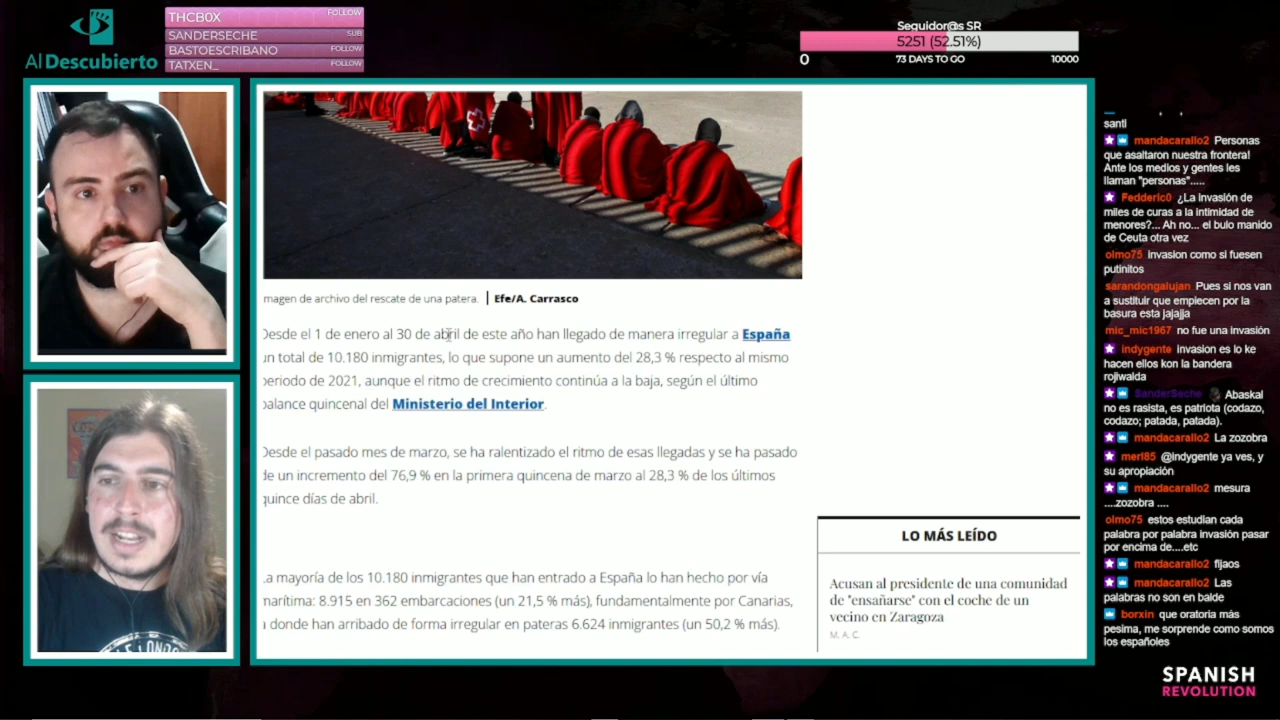 Al Descubierto
THCB0X FOLLOW
SANDERSECHE SUB
BASTOESCRIBANO FOLLOW
TATXEN_ FOLLOW
Seguidor@s SR
5251 (52.51%)
0 73 DAYS TO GO 10000
magen de archivo del rescate de una patera. | Efe/A. Carrasco
Desde el 1 de enero al 30 de abril de este año han llegado de manera irregular a España
un total de 10.180 inmigrantes, lo que supone un aumento del 28,3 % respecto al mismo
periodo de 2021, aunque el ritmo de crecimiento continúa a la baja, según el último
balance quincenal del Ministerio del Interior.
Desde el pasado mes de marzo, se ha ralentizado el ritmo de esas llegadas y se ha pasado
de un incremento del 76,9 % en la primera quincena de marzo al 28,3 % de los últimos
quince días de abril.
La mayoría de los 10.180 inmigrantes que han entrado a España lo han hecho por vía
marítima: 8.915 en 362 embarcaciones (un 21,5 % más), fundamentalmente por Canarias,
a donde han arribado de forma irregular en pateras 6.624 inmigrantes (un 50,2 % más).
LO MÁS LEÍDO
Acusan al presidente de una comunidad
de "ensañarse" con el coche de un
vecino en Zaragoza
M. A. C.
santi
mandacarallo2 Personas
que asaltaron nuestra frontera!
Ante los medios y gentes les
llaman "personas".....
Fedderic0 ¿La invasión de
miles de curas a la intimidad de
menores?... Ah no... el bulo manido
de Ceuta otra vez
olmo75 invasion como si fuesen
putinitos
sarandongalujan Pues si nos van
a sustituir que empiecen por la
basura esta jajajja
mic_mic1967 no fue una invasión
indygente invasion es lo ke
hacen ellos kon la bandera
rojiwalda
SanderSeche Abaskal
no es rasista, es patriota (codazo,
codazo; patada, patada).
mandacarallo2 La zozobra
merl85 @indygente ya ves, y
su apropiación
mandacarallo2 mesura
....zozobra ....
olmo75 estos estudian cada
palabra por palabra invasión pasar
por encima de....etc
mandacarallo2 fijaos
mandacarallo2 Las
palabras no son en balde
borxin que oratoria más
pesima, me sorprende como somos
los españoles
SPANISH
REVOLUTION